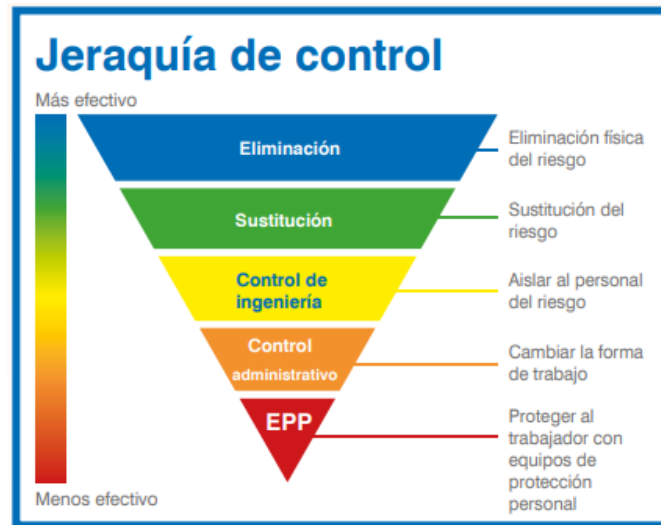 Jeraquía de control
Más efectivo
Eliminación
Eliminación física
del riesgo
Sustitución
Sustitución del
riesgo
Control de
ingeniería
Aislar al personal
del riesgo
Control
administrativo
Cambiar la forma
de trabajo
EPP
Proteger al
trabajador con
equipos de
protección
personal
Menos efectivo